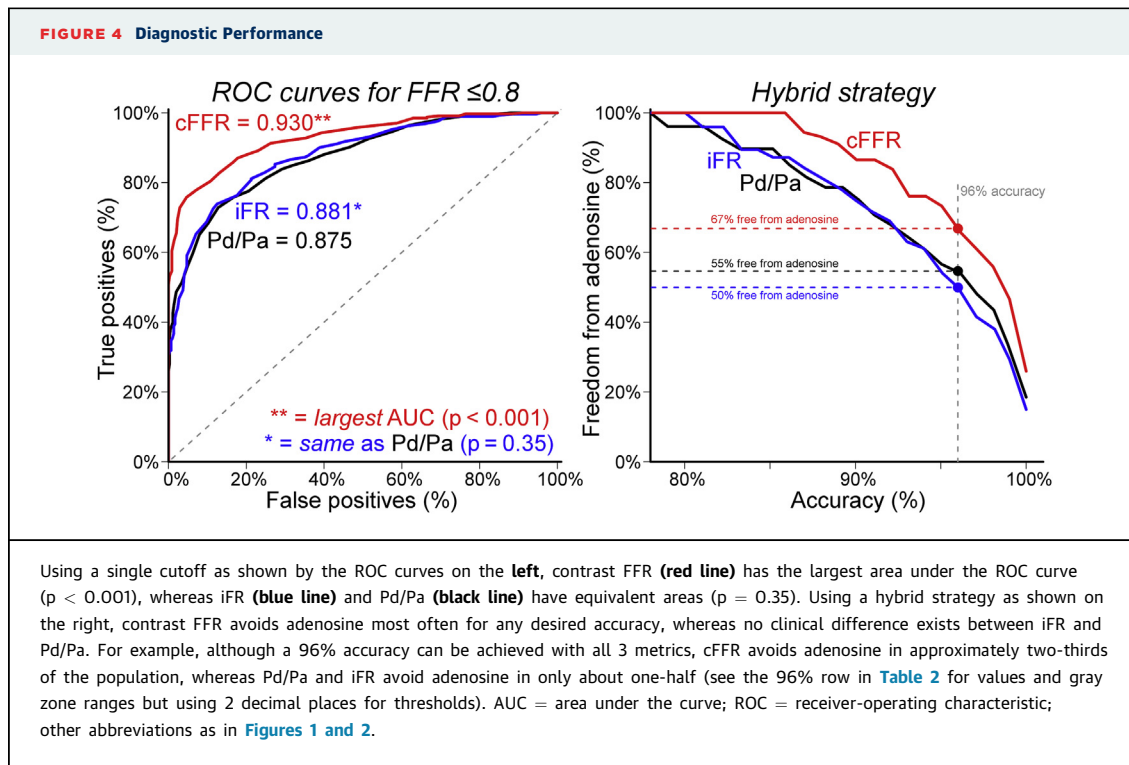 FIGURE 4 Diagnostic Performance
ROC curves for FFR ≤0.8
100%
80%
60%
40%
20%
0%
True positives (%)
cFFR = 0.930**
iFR = 0.881*
Pd/Pa = 0.875
** = largest AUC (p < 0.001)
* = same as Pd/Pa (p = 0.35)
0% 20% 40% 60% 80% 100%
False positives (%)
Hybrid strategy
100%
80%
60%
40%
20%
0%
Freedom from adenosine (%)
cFFR
iFR
Pd/Pa
96% accuracy
67% free from adenosine
55% free from adenosine
50% free from adenosine
80% 90% 100%
Accuracy (%)
Using a single cutoff as shown by the ROC curves on the left, contrast FFR (red line) has the largest area under the ROC curve
(p < 0.001), whereas iFR (blue line) and Pd/Pa (black line) have equivalent areas (p = 0.35). Using a hybrid strategy as shown on
the right, contrast FFR avoids adenosine most often for any desired accuracy, whereas no clinical difference exists between iFR and
Pd/Pa. For example, although a 96% accuracy can be achieved with all 3 metrics, cFFR avoids adenosine in approximately two-thirds
of the population, whereas Pd/Pa and iFR avoid adenosine in only about one-half (see the 96% row in Table 2 for values and gray
zone ranges but using 2 decimal places for thresholds). AUC = area under the curve; ROC = receiver-operating characteristic;
other abbreviations as in Figures 1 and 2.